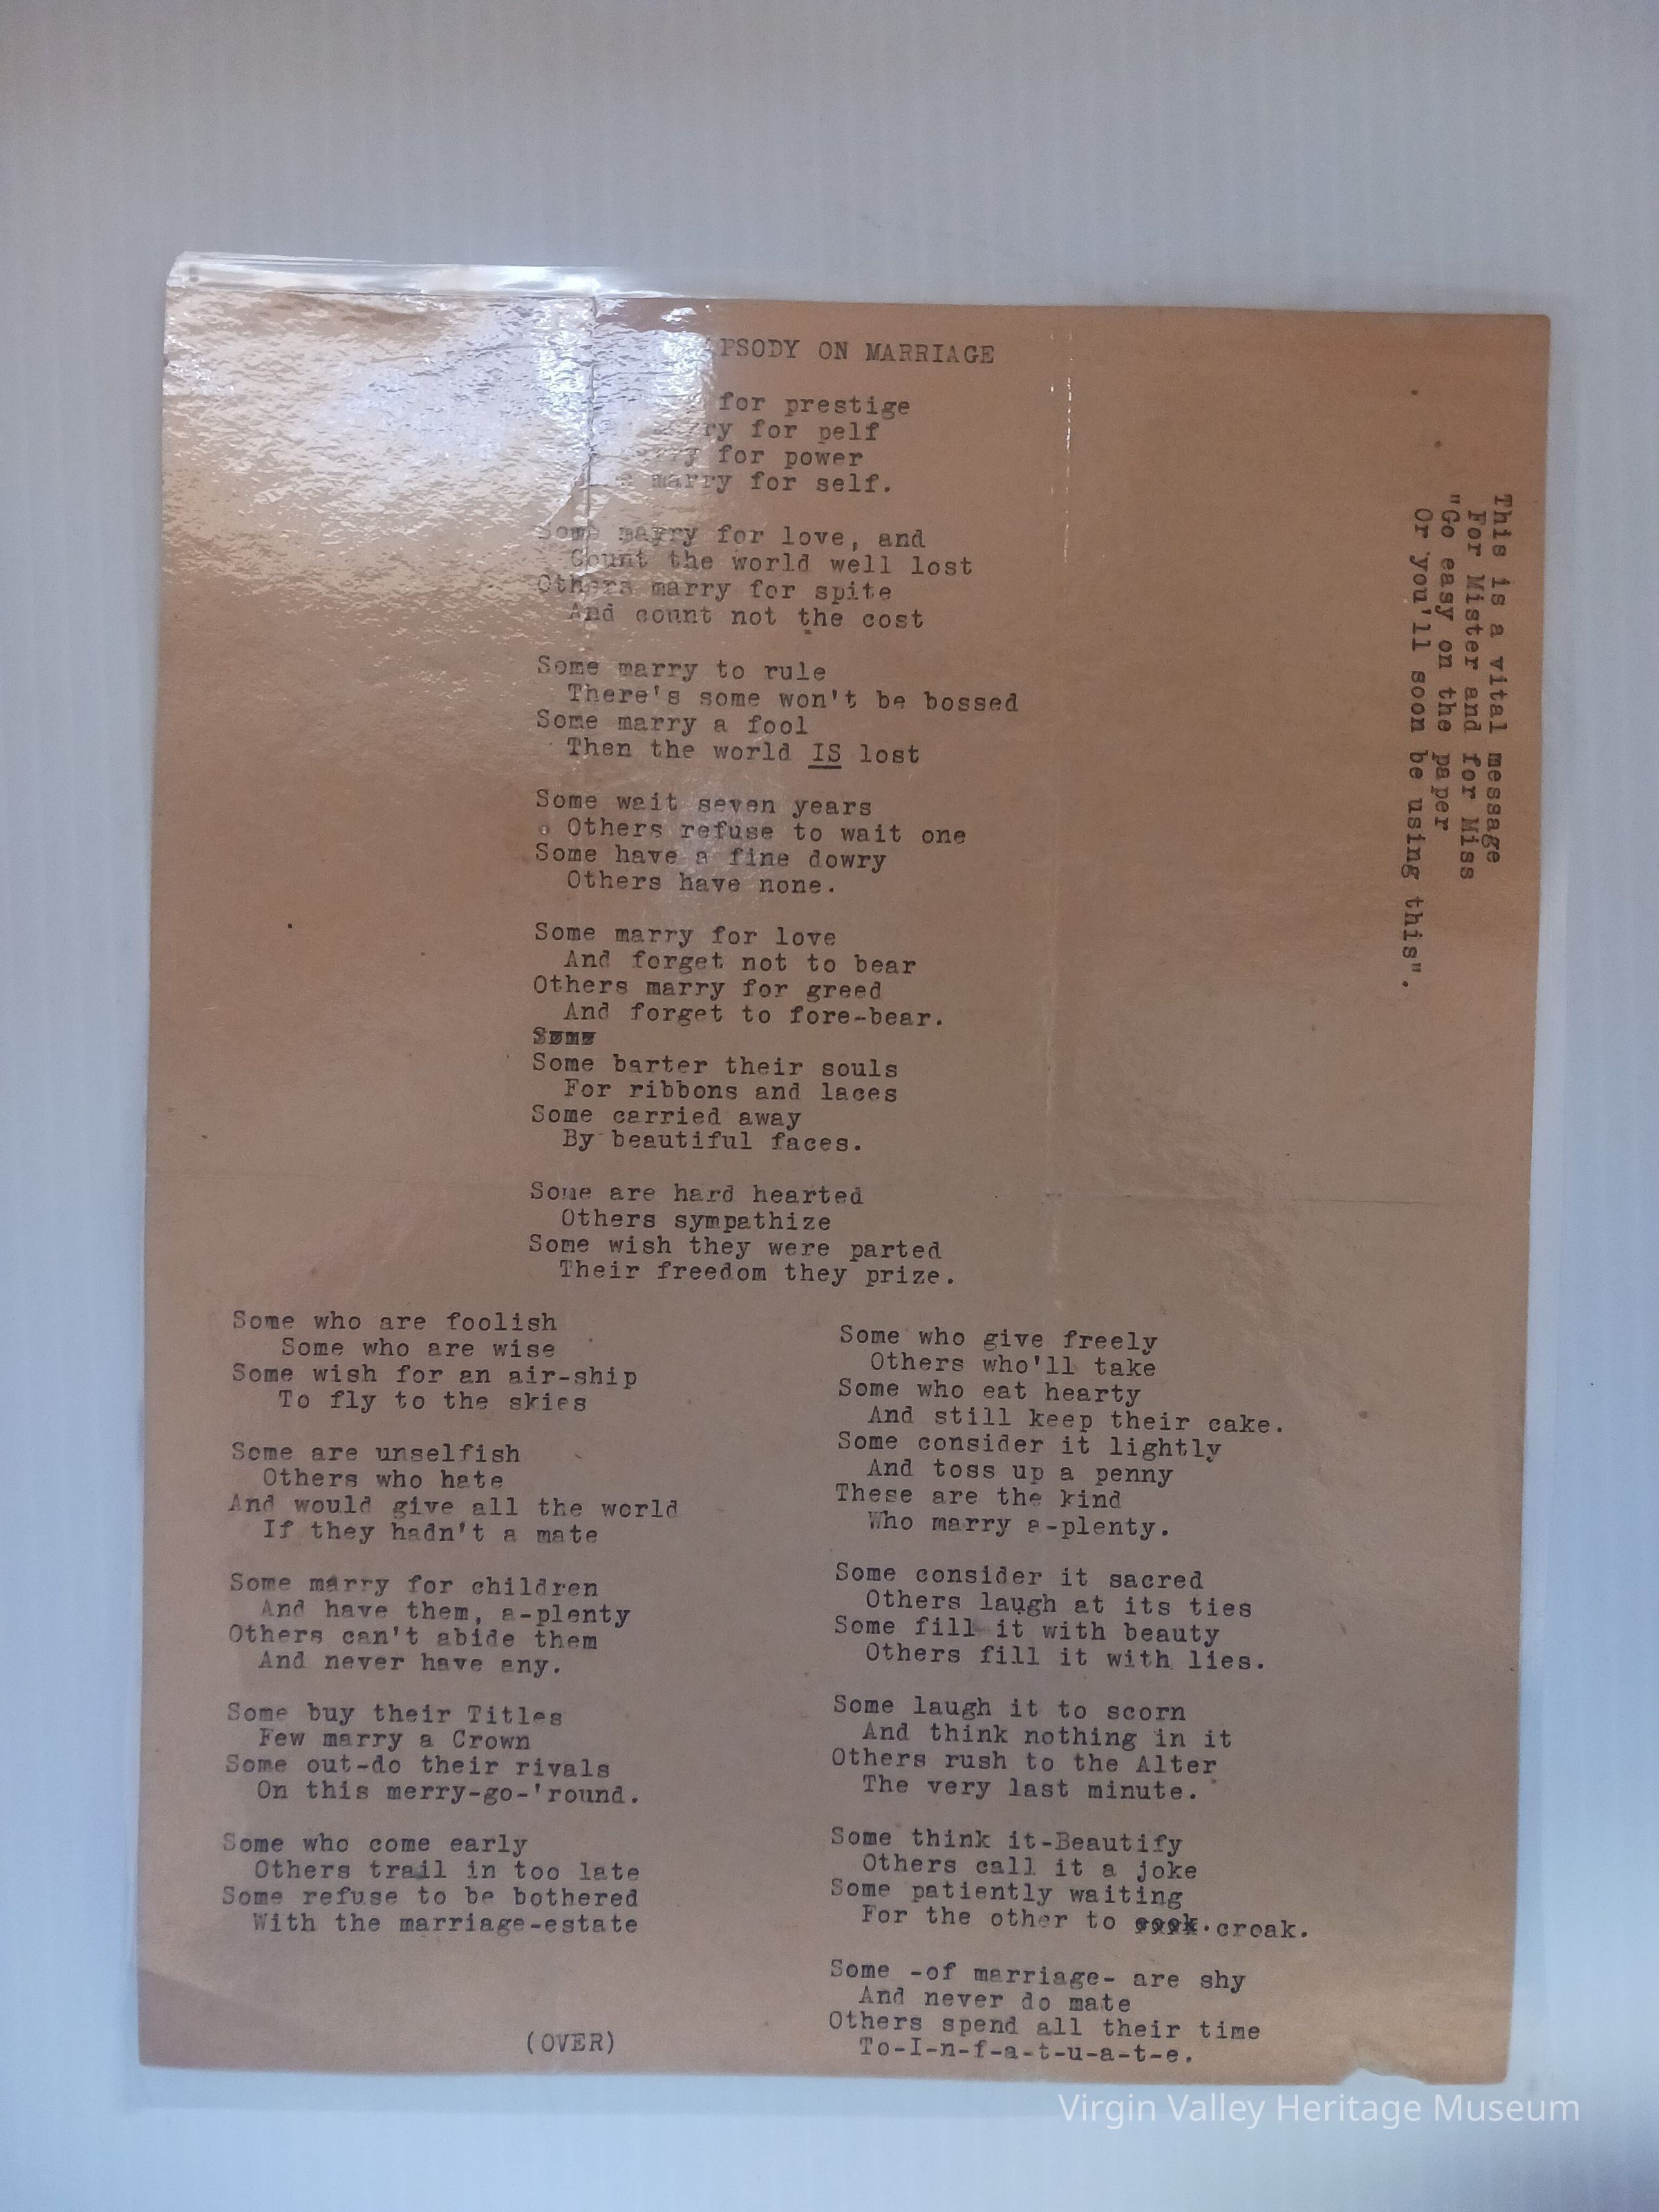 PSODY ON MARRIAGE
for prestige
for pelf
for power
marry for self.
Some marry for love, and
Count the world well lost
Others marry for spite
And count not the cost
Some marry to rule
There's some won't be bossed
Some marry a fool
Then the world IS lost
Some wait seven years
Others refuse to wait one
Some have a fine dowry
Others have none.
Some marry for love
And forget not to bear
Others marry for greed
And forget to fore-bear.
Some
Some barter their souls
For ribbons and laces
Some carried away
By beautiful faces.
Some are hard hearted
Others sympathize
Some wish they were parted
Their freedom they prize.
Some who are foolish
Some who are wise
Some wish for an air-ship
To fly to the skies
Some are unselfish
Others who hate
And would give all the world
If they hadn't a mate
Some marry for children
And have them, a-plenty
Others can't abide them
And never have any.
Some buy their Titles
Few marry a Crown
Some out-do their rivals
On this merry-go-'round.
Some who come early
Others trail in too late
Some refuse to be bothered
With the marriage-estate
(OVER)
Some who give freely
Others who'll take
Some who eat hearty
And still keep their cake.
Some consider it lightly
And toss up a penny
These are the kind
Who marry a-plenty.
Some consider it sacred
Others laugh at its ties
Some fill it with beauty
Others fill it with lies.
Some laugh it to scorn
And think nothing in it
Others rush to the Alter
The very last minute.
Some think it-Beautify
Others call it a joke
Some patiently waiting
For the other to croak.
Some -of marriage- are shy
And never do mate
Others spend all their time
To-I-n-f-a-t-u-a-t-e.
This is a vital message
For Mister and for Miss
"Go easy on the paper
Or you'll soon be using this".
Virgin Valley Heritage Museum